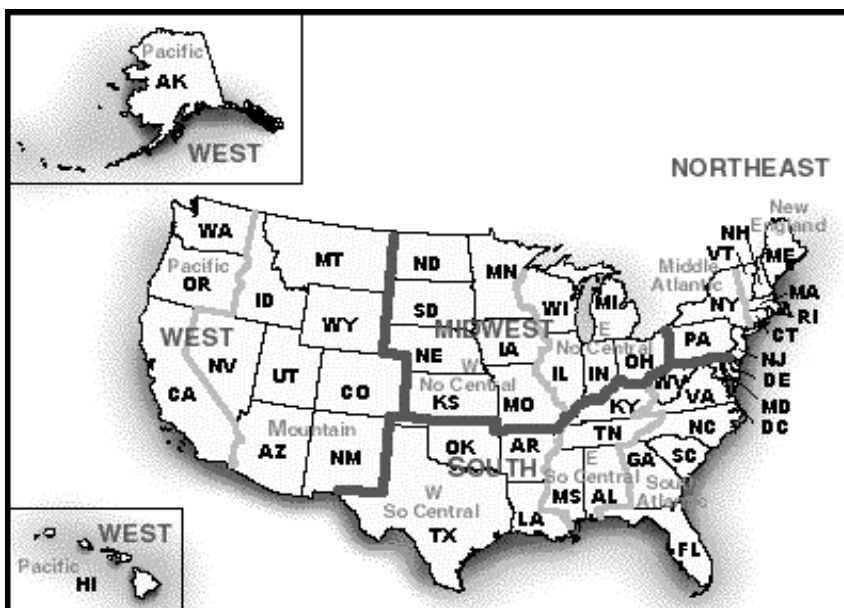 Pacific
AK
WEST
NORTHEAST
New
England
NH
VT
ME
WA
MT
ND
MN
Middle
Atlantic
Pacific
OR
ID
SD
WI
MI
NY
MA
RI
WY
MIDWEST
E
No Central
CT
PA
WEST
NV
NE
IA
W
No Central
OH
NJ
UT
CO
IL
IN
DE
CA
KS
MO
WV
VA
MD
KY
DC
Mountain
NC
TN
AZ
NM
OK
AR
SOUTH
E
So Central
GA
SC
South
Atlantic
W
So Central
MS
AL
TX
LA
FL
WEST
Pacific
HI